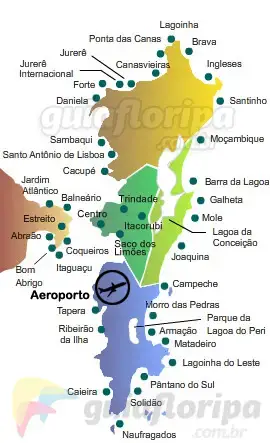 Lagoinha
Ponta das Canas
Brava
Jurerê
Canasvieiras
Jurerê
Internacional
Ingleses
Forte
Daniela
Santinho
guiafloripa
.com.br
Sambaqui
Moçambique
Santo Antônio de Lisboa
Cacupé
Jardim
Atlântico
Barra da Lagoa
Balneário
Trindade
Galheta
Estreito
Centro
Mole
Itacorubi
Abraão
Lagoa da
Conceição
Coqueiros
Saco dos
Limões
Joaquina
Bom
Abrigo
Itaguaçu
Campeche
Aeroporto
Morro das Pedras
Tapera
Parque da
Lagoa do Peri
Ribeirão
da Ilha
Armação
Matadeiro
Lagoinha do Leste
Pântano do Sul
Caieira
Solidão
guiafloripa
.com.br
Naufragados